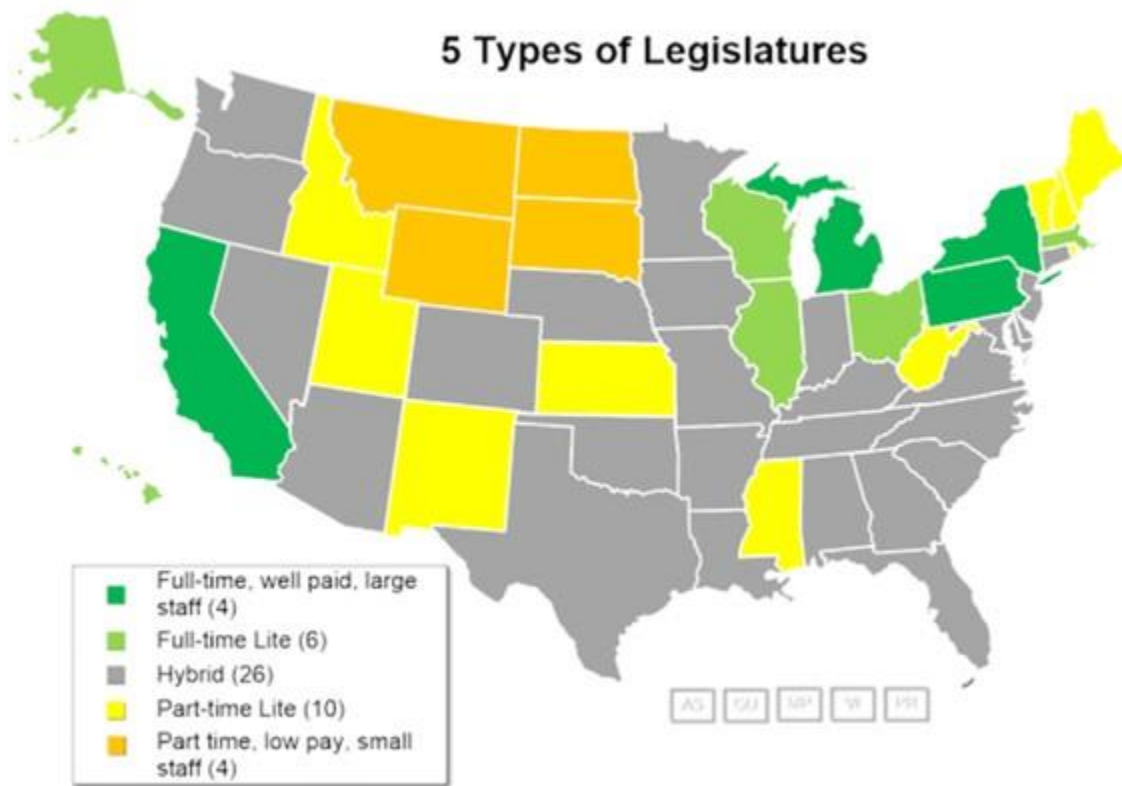 5 Types of Legislatures
Full-time, well paid, large
staff (4)
Full-time Lite (6)
Hybrid (26)
Part-time Lite (10)
Part time, low pay, small
staff (4)
AS GU MP VI PR